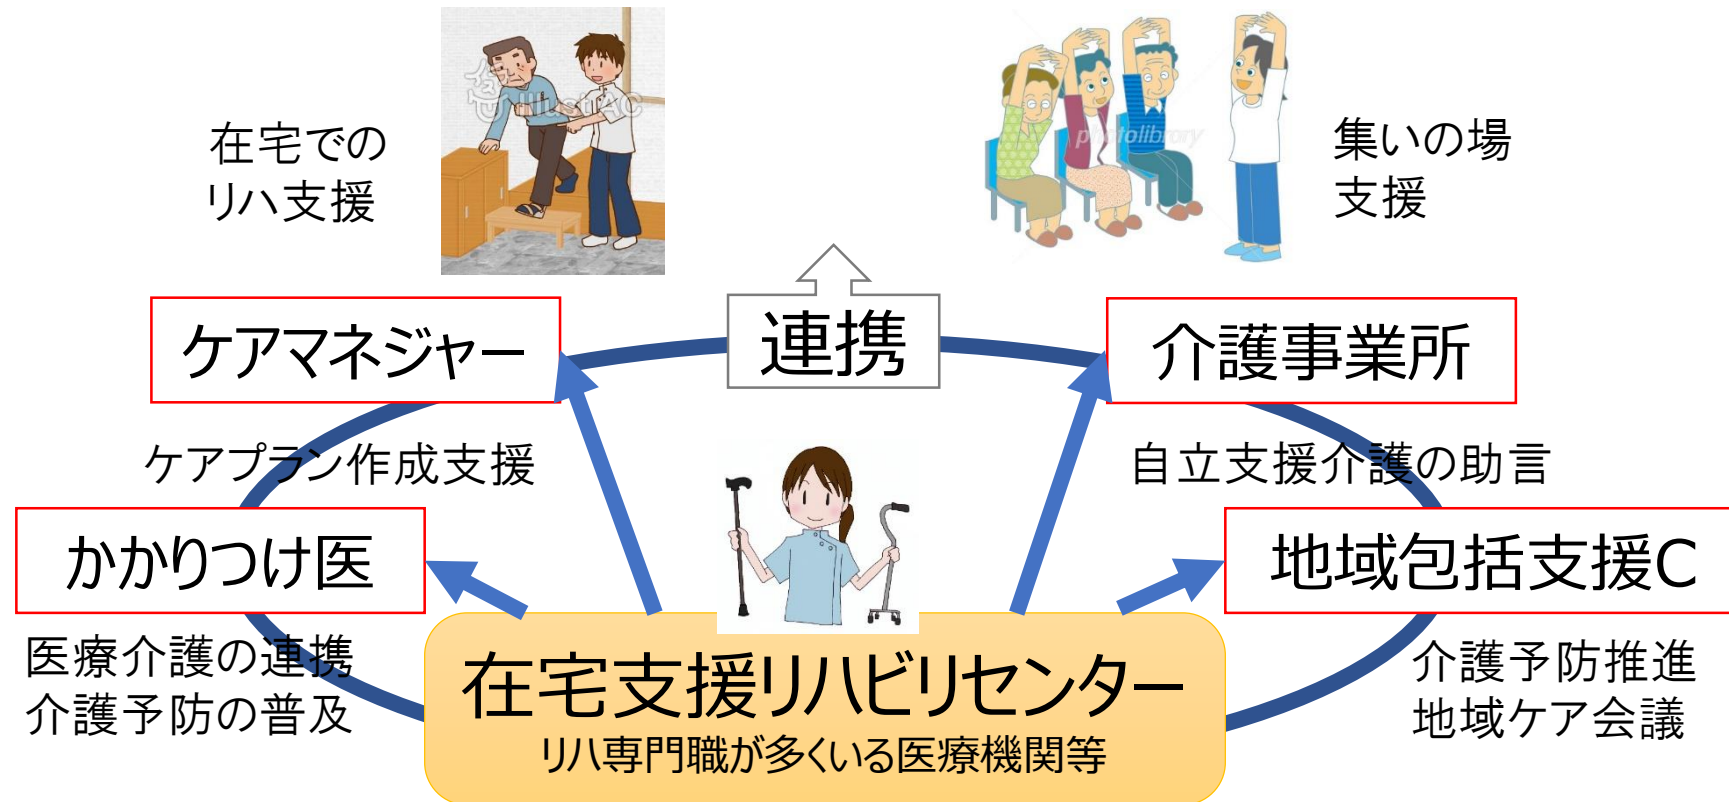 在宅での
リハ支援
illustAC
photolibrary
集いの場
支援
ケアマネジャー
連携
介護事業所
ケアプラン作成支援
自立支援介護の助言
かかりつけ医
地域包括支援C
医療介護の連携
介護予防の普及
在宅支援リハビリセンター
リハ専門職が多くいる医療機関等
介護予防推進
地域ケア会議